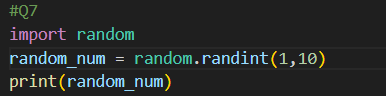 #Q7
import random
random_num = random.randint(1,10)
print(random_num)